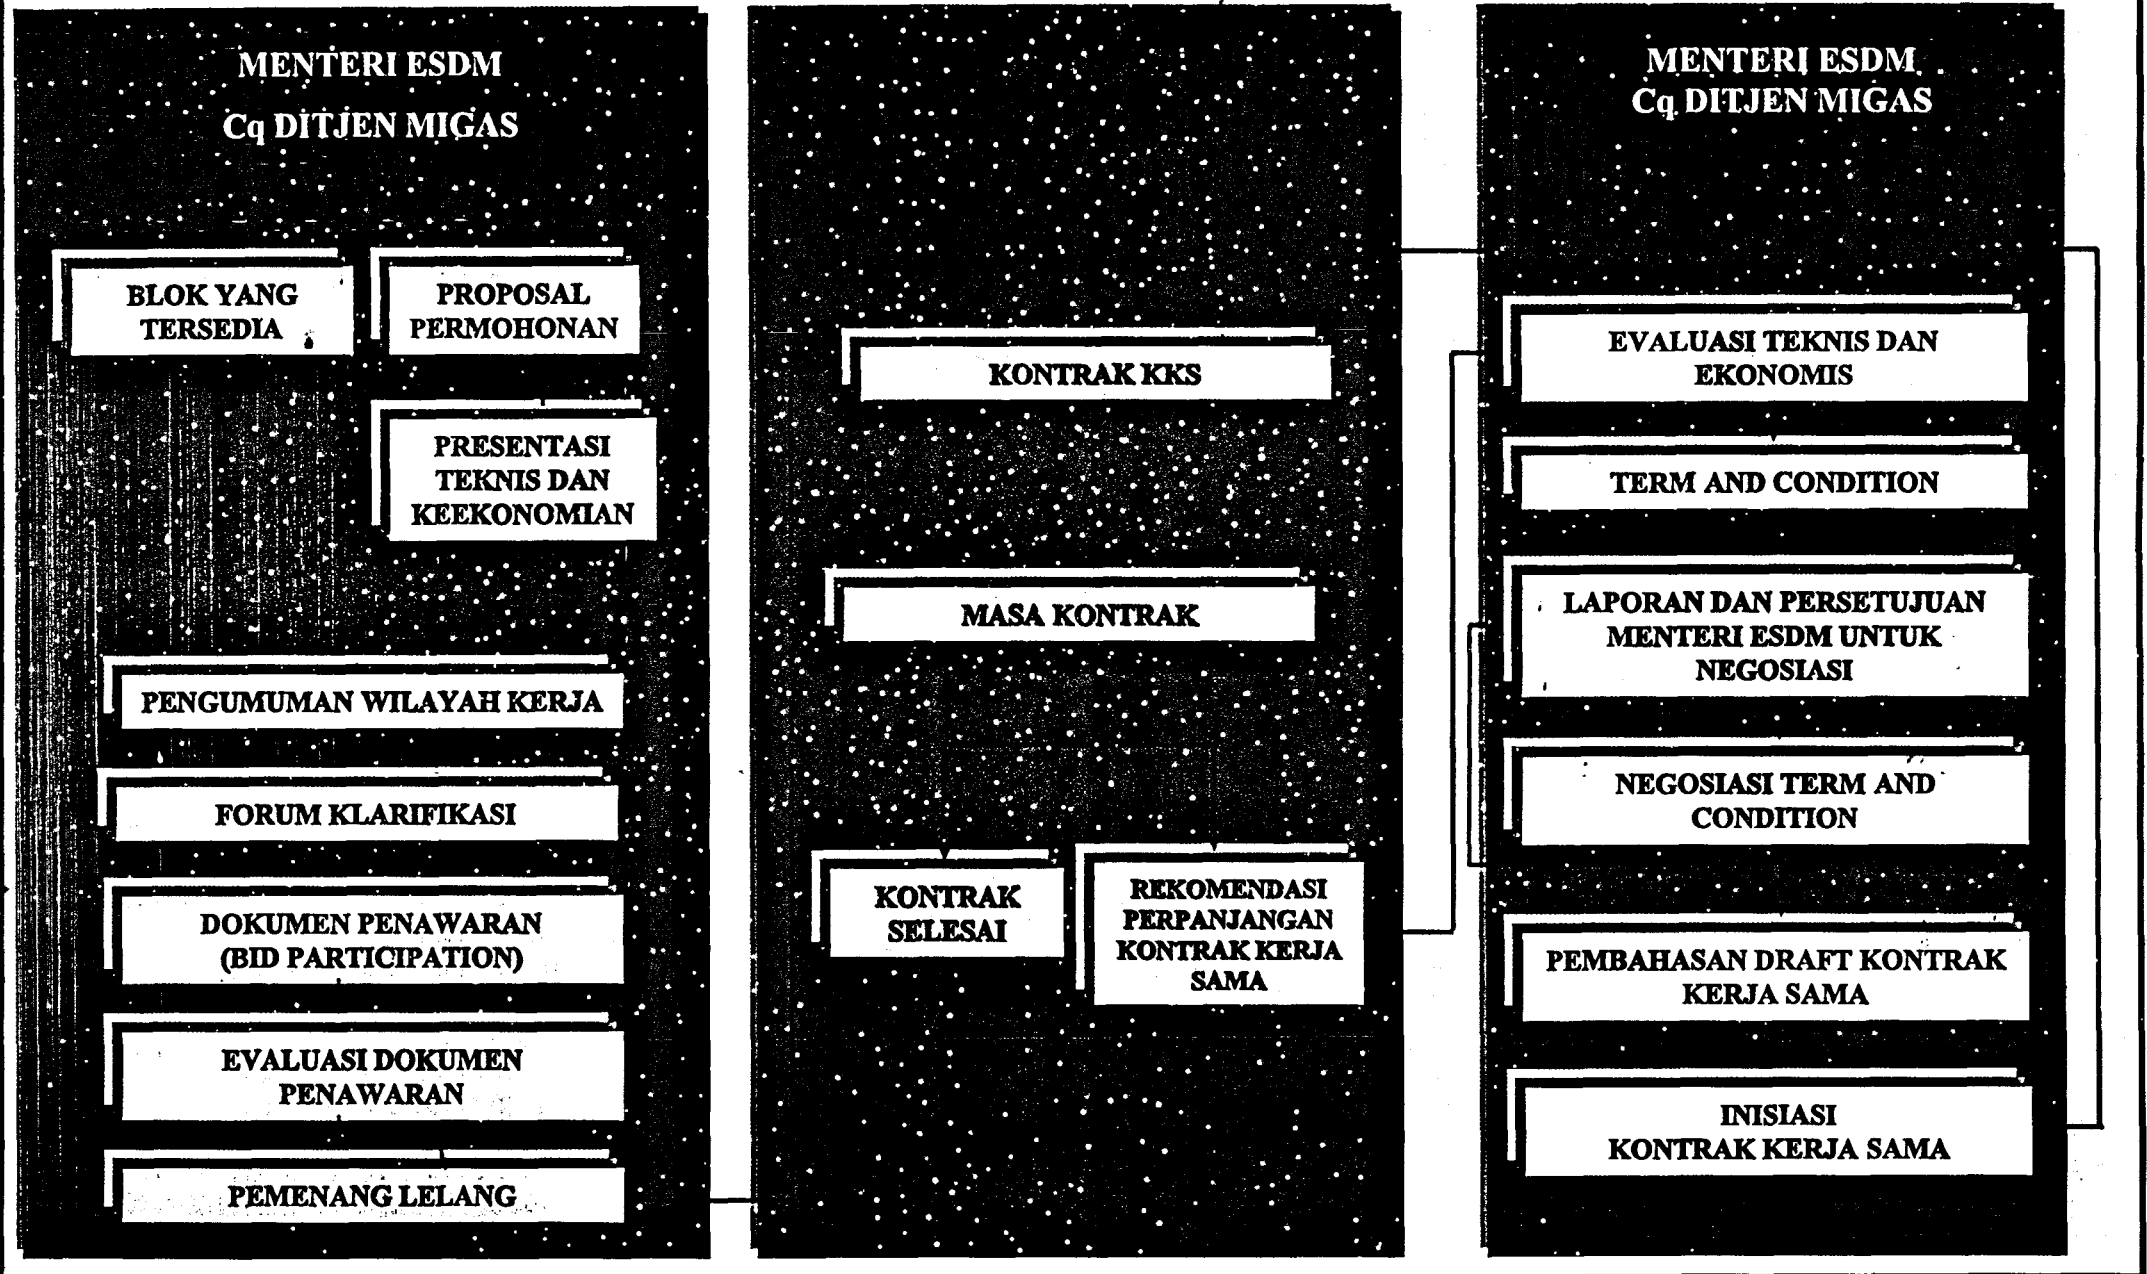 MENTERI ESDM
Cq DITJEN MIGAS
BLOK YANG
TERSEDIA
PROPOSAL
PERMOHONAN
PRESENTASI
TEKNIS DAN
KEEKONOMIAN
PENGUMUMAN WILAYAH KERJA
FORUM KLARIFIKASI
DOKUMEN PENAWARAN
(BID PARTICIPATION)
EVALUASI DOKUMEN
PENAWARAN
PEMENANG LELANG
KONTRAK KKS
MASA KONTRAK
KONTRAK
SELESAI
REKOMENDASI
PERPANJANGAN
KONTRAK KERJA
SAMA
MENTERI ESDM
Cq DITJEN MIGAS
EVALUASI TEKNIS DAN
EKONOMIS
TERM AND CONDITION
LAPORAN DAN PERSETUJUAN
MENTERI ESDM UNTUK
NEGOSIASI
NEGOSIASI TERM AND
CONDITION
PEMBAHASAN DRAFT KONTRAK
KERJA SAMA
INISIASI
KONTRAK KERJA SAMA